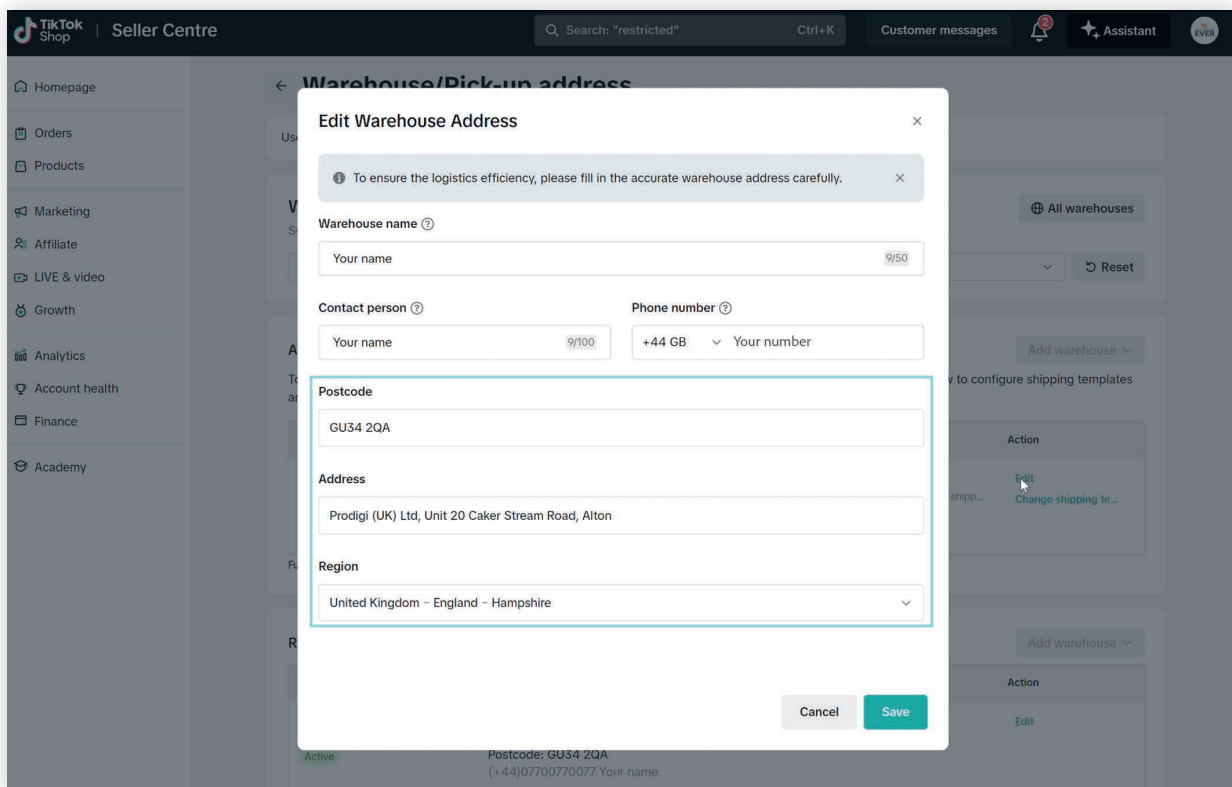 TikTok
Shop
Seller Centre
Search: "restricted"
Ctrl+K
Customer messages
2
Assistant
EVER
Homepage
Orders
Products
Marketing
Affiliate
LIVE & video
Growth
Analytics
Account health
Finance
Academy
Warehouse/Pick-up address
All warehouses
Reset
Add warehouse
to configure shipping templates
Action
Edit
shipp...
Change shipping te...
Edit Warehouse Address
To ensure the logistics efficiency, please fill in the accurate warehouse address carefully.
Warehouse name
Your name
9/50
Contact person
Phone number
Your name
9/100
+44 GB
Your number
Postcode
GU34 2QA
Address
Prodigi (UK) Ltd, Unit 20 Caker Stream Road, Alton
Region
United Kingdom – England – Hampshire
Cancel
Save
Add warehouse
Action
Edit
Active
Postcode: GU34 2QA
(+44)07700770077 Your name